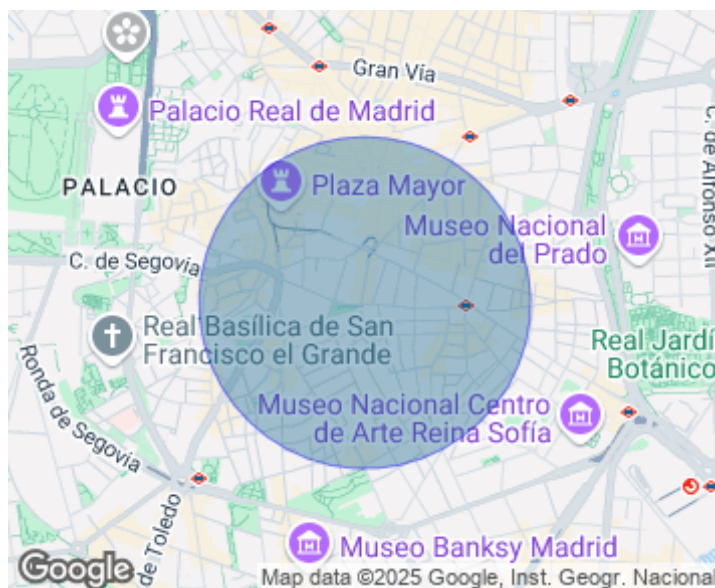 Gran Vía
Palacio Real de Madrid
PALACIO
Plaza Mayor
C. de Alfonso XII
Museo Nacional
del Prado
C. de Segovia
Real Basílica de San
Francisco el Grande
Real Jardí
Botánico
Ronda de Segovia
Museo Nacional Centro
de Arte Reina Sofía
de Toledo
Museo Banksy Madrid
Google
Map data ©2025 Google, Inst. Geogr. Nacional